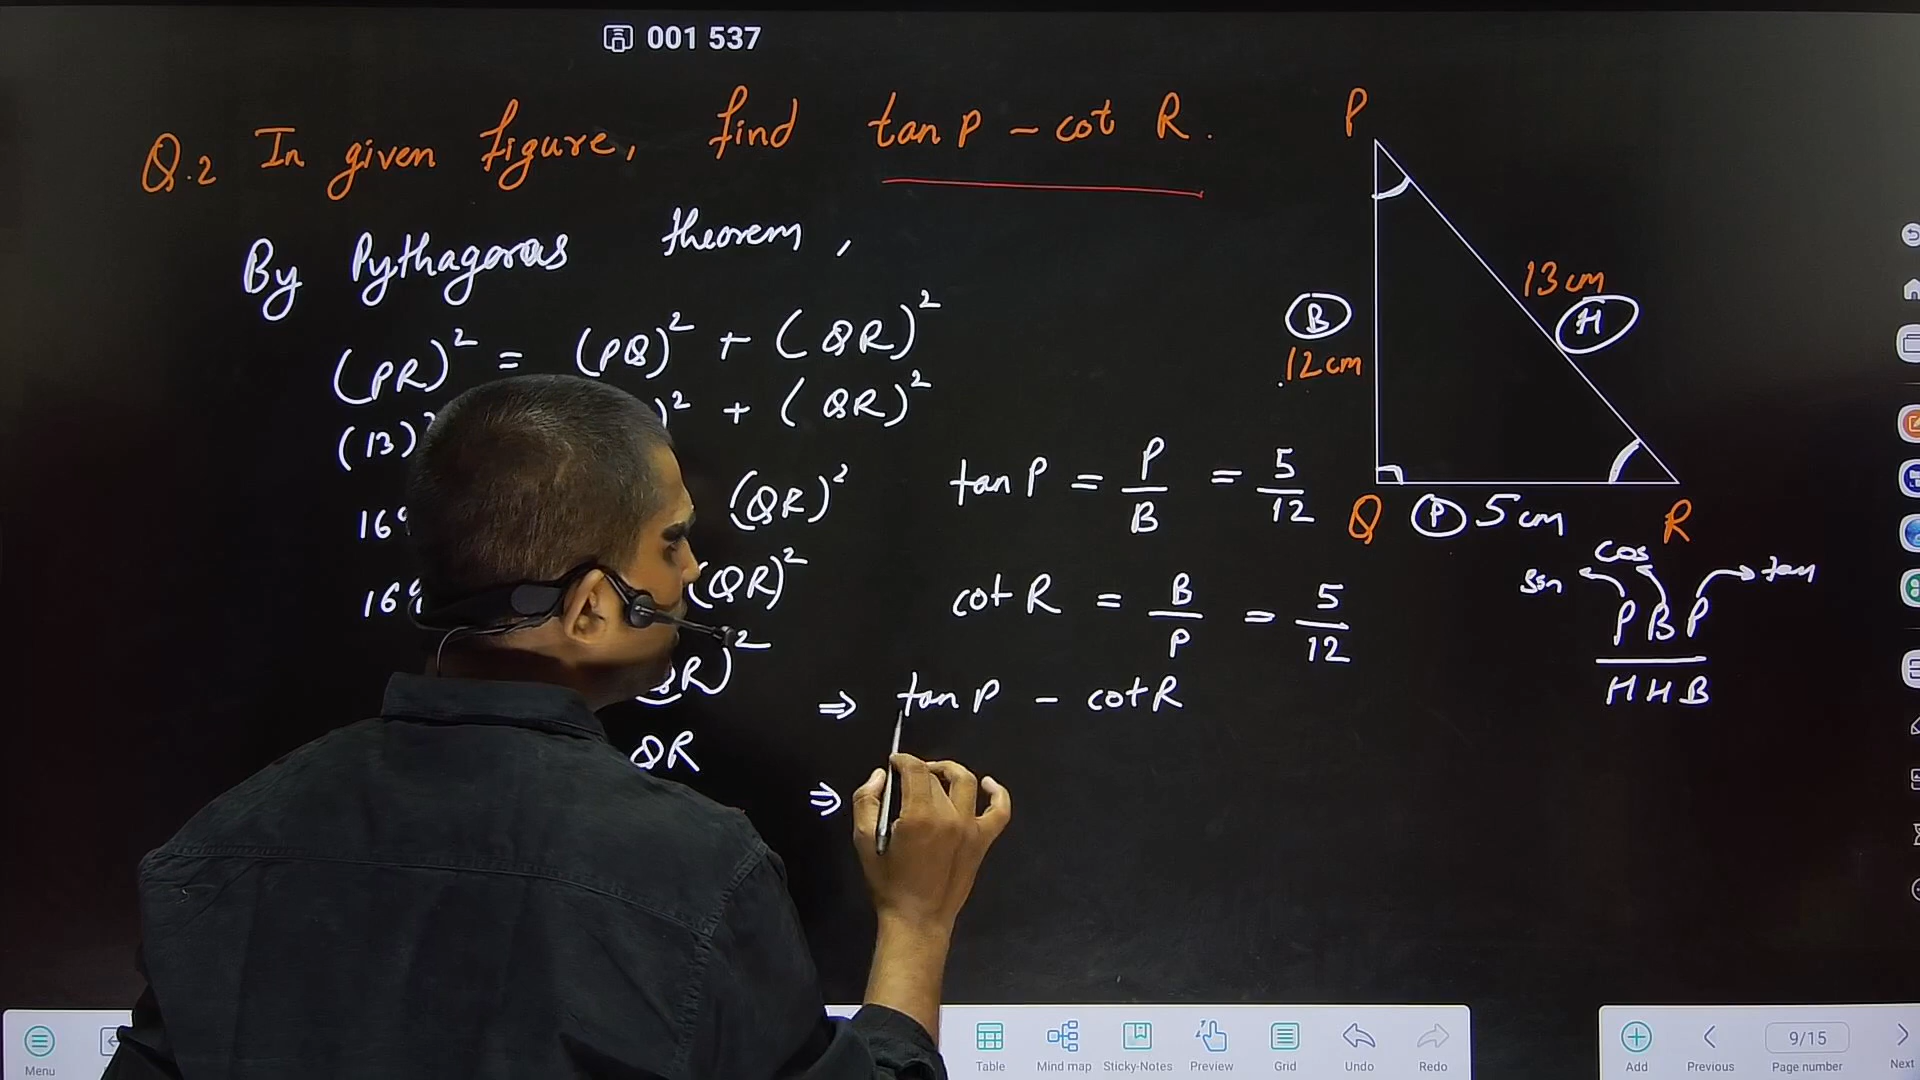 001 537
Q.2 In given figure, find tan P - cot R.
By Pythagoras theorem,
(PR)² = (PQ)² + (QR)²
(13) )² + (QR)²
(QR)²
(QR)²
QR)²
QR
tan P = P/B = 5/12
cot R = B/P = 5/12
⇒ tan P - cot R
⇒
P
13 cm
H
B
12 cm
Q P 5 cm R
sin cos tan
P B P
H H B
Menu
Table Mind map Sticky-Notes Preview Grid Undo Redo
Add Previous 9/15 Page number Next